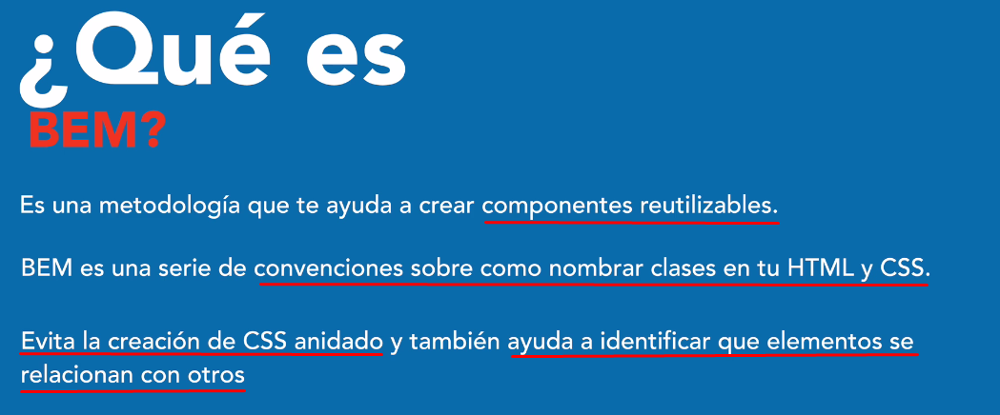 ¿Qué es
BEM?
Es una metodología que te ayuda a crear componentes reutilizables.
BEM es una serie de convenciones sobre como nombrar clases en tu HTML y CSS.
Evita la creación de CSS anidado y también ayuda a identificar que elementos se
relacionan con otros